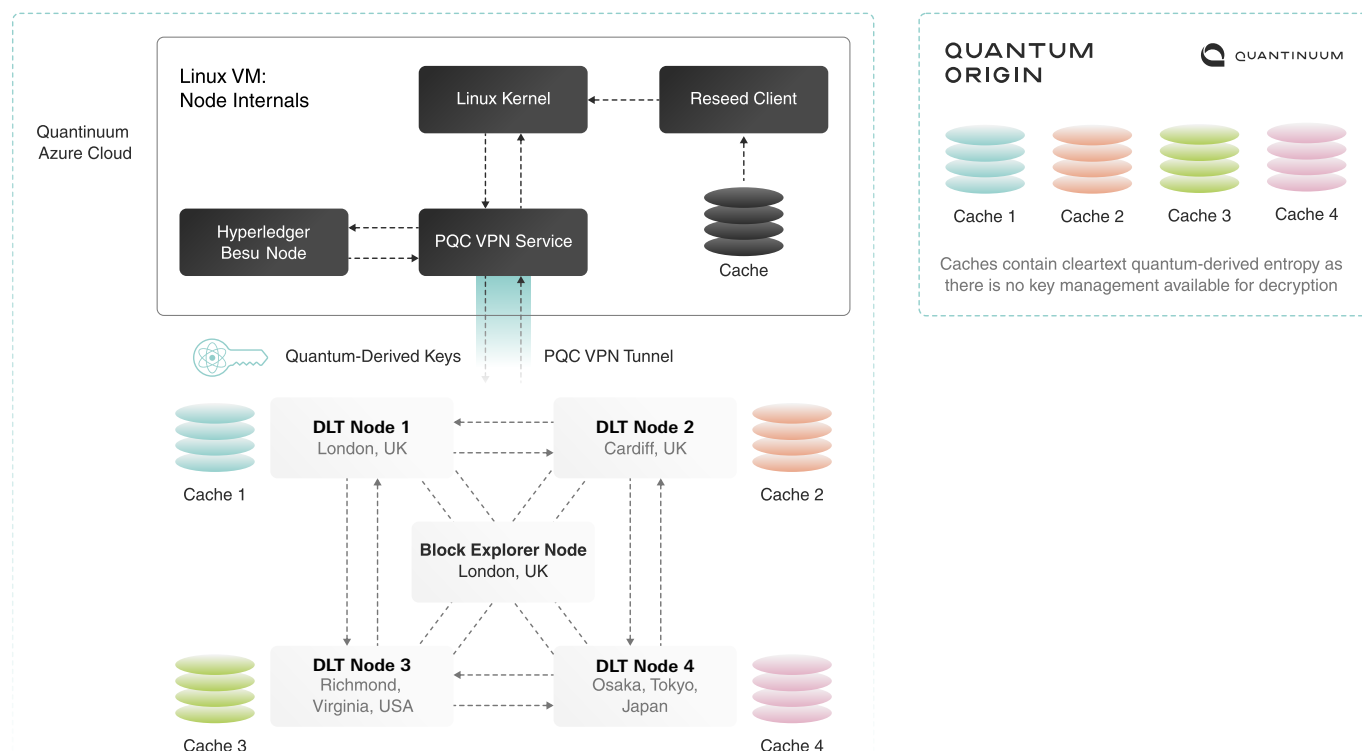 Quantinuum
Azure Cloud
Linux VM:
Node Internals
Linux Kernel
Reseed Client
Hyperledger
Besu Node
PQC VPN Service
Cache
Quantum-Derived Keys
PQC VPN Tunnel
DLT Node 1
London, UK
DLT Node 2
Cardiff, UK
Cache 1
Cache 2
Block Explorer Node
London, UK
DLT Node 3
Richmond,
Virginia, USA
DLT Node 4
Osaka, Tokyo,
Japan
Cache 3
Cache 4
QUANTUM
ORIGIN
QUANTINUUM
Cache 1
Cache 2
Cache 3
Cache 4
Caches contain cleartext quantum-derived entropy as
there is no key management available for decryption